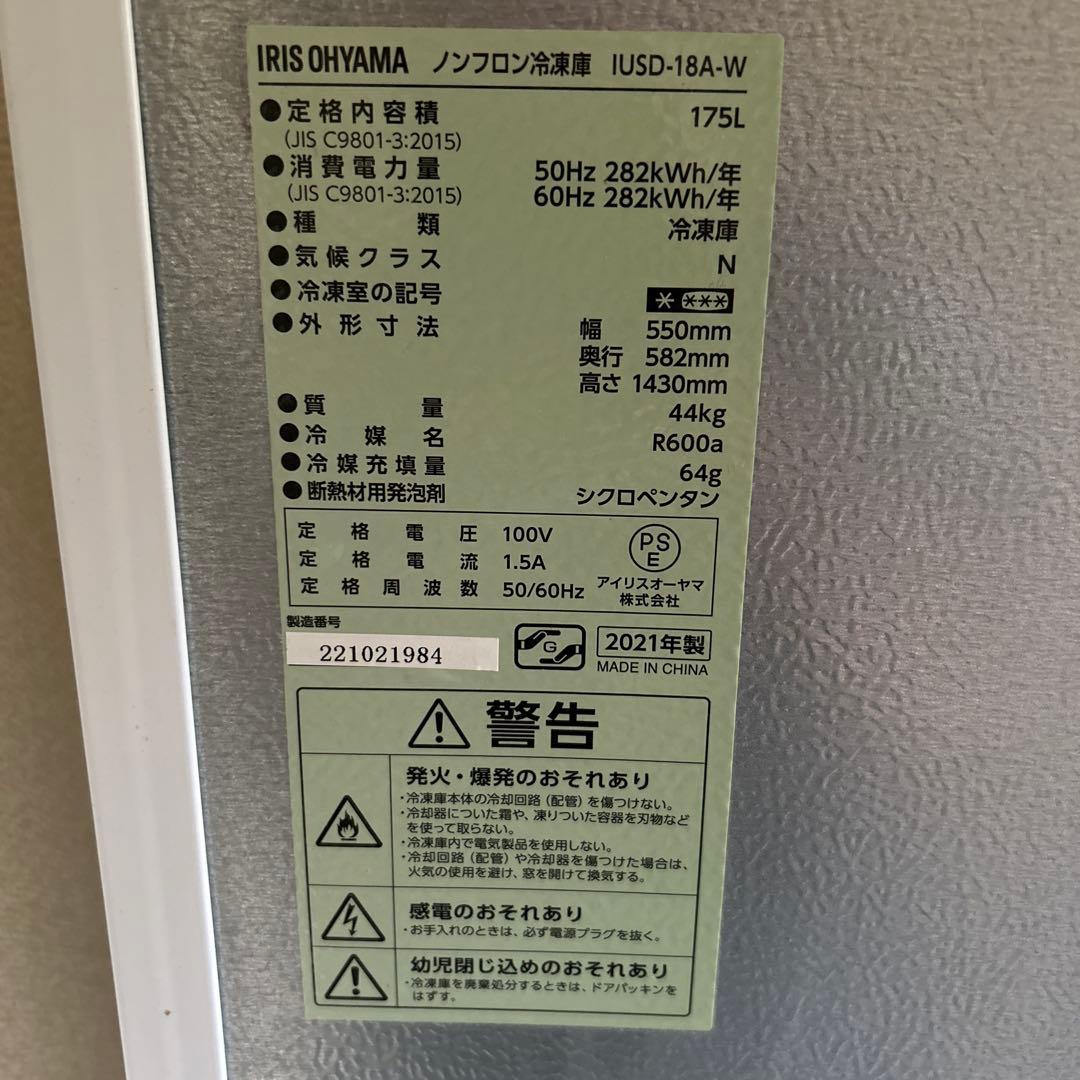 IRIS OHYAMA ノンフロン冷凍庫 IUSD-18A-W
●定格内容積 175L
(JIS C9801-3:2015)
●消費電力量 50Hz 282kWh/年
(JIS C9801-3:2015) 60Hz 282kWh/年
●種類 冷凍庫
●気候クラス N
●冷凍室の記号 * ***
●外形寸法 幅 550mm
奥行 582mm
高さ 1430mm
●質量 44kg
●冷媒名 R600a
●冷媒充填量 64g
●断熱材用発泡剤 シクロペンタン
定格電圧 100V
定格電流 1.5A
定格周波数 50/60Hz
PS
E
アイリスオーヤマ
株式会社
製造番号
221021984
G
2021年製
MADE IN CHINA
警告
発火・爆発のおそれあり
・冷凍庫本体の冷却回路(配管)を傷つけない。
・冷却器についた霜や、凍りついた容器を刃物など
を使って取らない。
・冷凍庫内で電気製品を使用しない。
・冷却回路(配管)や冷却器を傷つけた場合は、
火気の使用を避け、窓を開けて換気する。
感電のおそれあり
・お手入れのときは、必ず電源プラグを抜く。
幼児閉じ込めのおそれあり
・冷凍庫を廃棄処分するときは、ドアパッキンを
はずす。